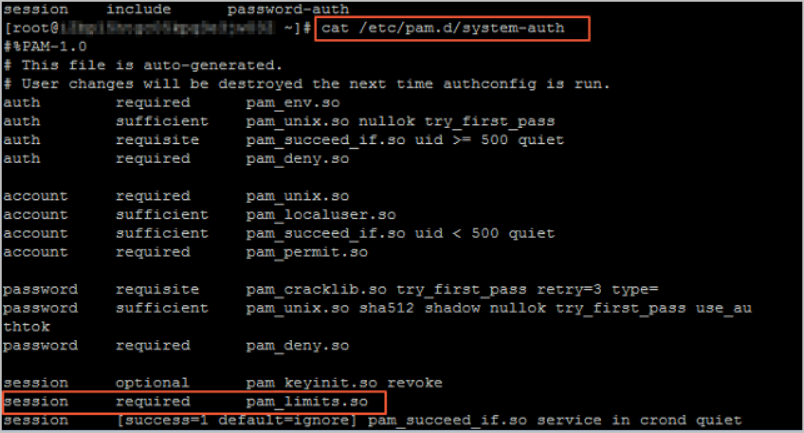 session     include      password-auth
[root@ ~]# cat /etc/pam.d/system-auth
#%PAM-1.0
# This file is auto-generated.
# User changes will be destroyed the next time authconfig is run.
auth        required      pam_env.so
auth        sufficient    pam_unix.so nullok try_first_pass
auth        requisite     pam_succeed_if.so uid >= 500 quiet
auth        required      pam_deny.so
account     required      pam_unix.so
account     sufficient    pam_localuser.so
account     sufficient    pam_succeed_if.so uid < 500 quiet
account     required      pam_permit.so
password    requisite     pam_cracklib.so try_first_pass retry=3 type=
password    sufficient    pam_unix.so sha512 shadow nullok try_first_pass use_au
thtok
password    required      pam_deny.so
session     optional      pam_keyinit.so revoke
session     required      pam_limits.so
session     [success=1 default=ignore] pam_succeed_if.so service in crond quiet